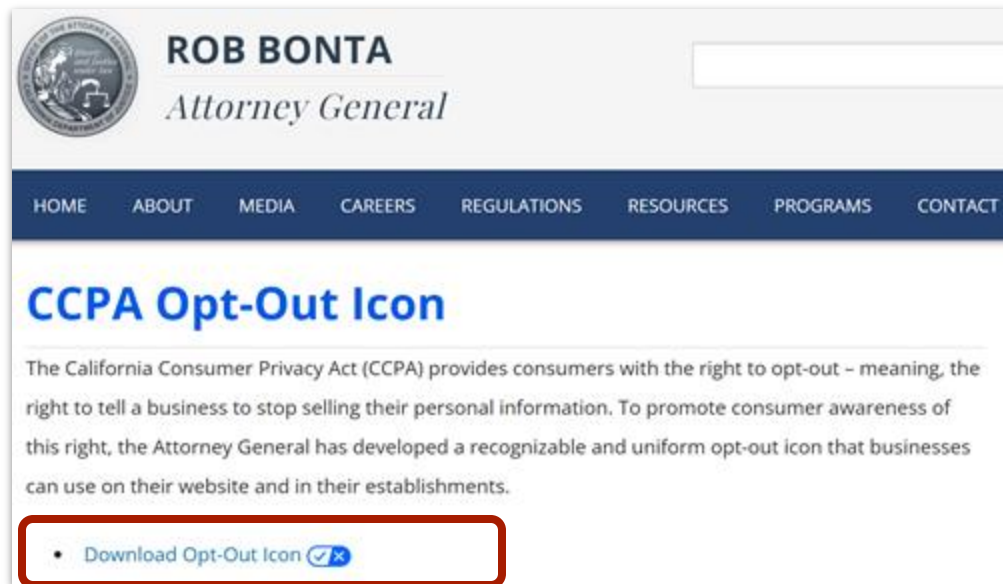 ROB BONTA
Attorney General
HOME ABOUT MEDIA CAREERS REGULATIONS RESOURCES PROGRAMS CONTACT
CCPA Opt-Out Icon
The California Consumer Privacy Act (CCPA) provides consumers with the right to opt-out – meaning, the
right to tell a business to stop selling their personal information. To promote consumer awareness of
this right, the Attorney General has developed a recognizable and uniform opt-out icon that businesses
can use on their website and in their establishments.
• Download Opt-Out Icon